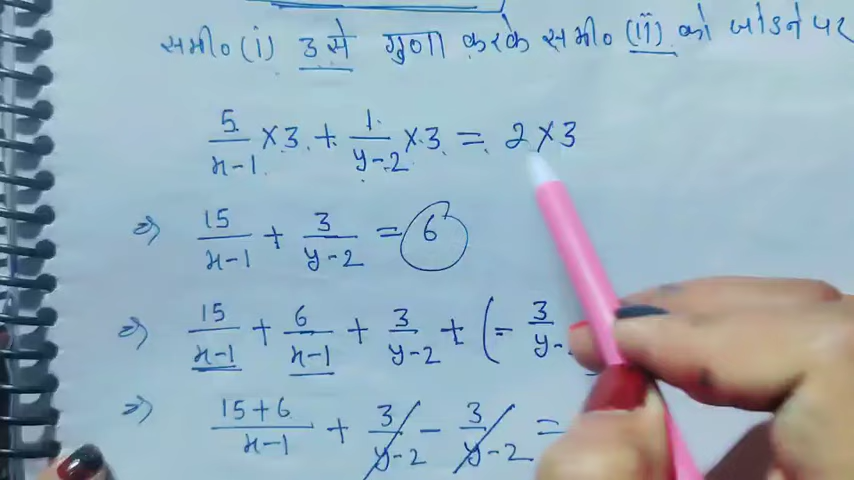 समी० (i) 3 से गुणा करके समी० (ii) को जोडने पर
5/(x-1) × 3 + 1/(y-2) × 3 = 2 × 3
⇒ 15/(x-1) + 3/(y-2) = 6
⇒ 15/(x-1) + 6/(x-1) + 3/(y-2) + (- 3/(y-
⇒ (15+6)/(x-1) + 3/(y-2) - 3/(y-2) =